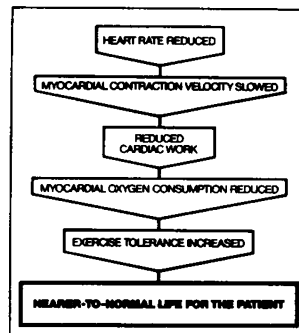 HEART RATE REDUCED
MYOCARDIAL CONTRACTION VELOCITY SLOWED
REDUCED
CARDIAC WORK
MYOCARDIAL OXYGEN CONSUMPTION REDUCED
EXERCISE TOLERANCE INCREASED
NEARER-TO-NORMAL LIFE FOR THE PATIENT